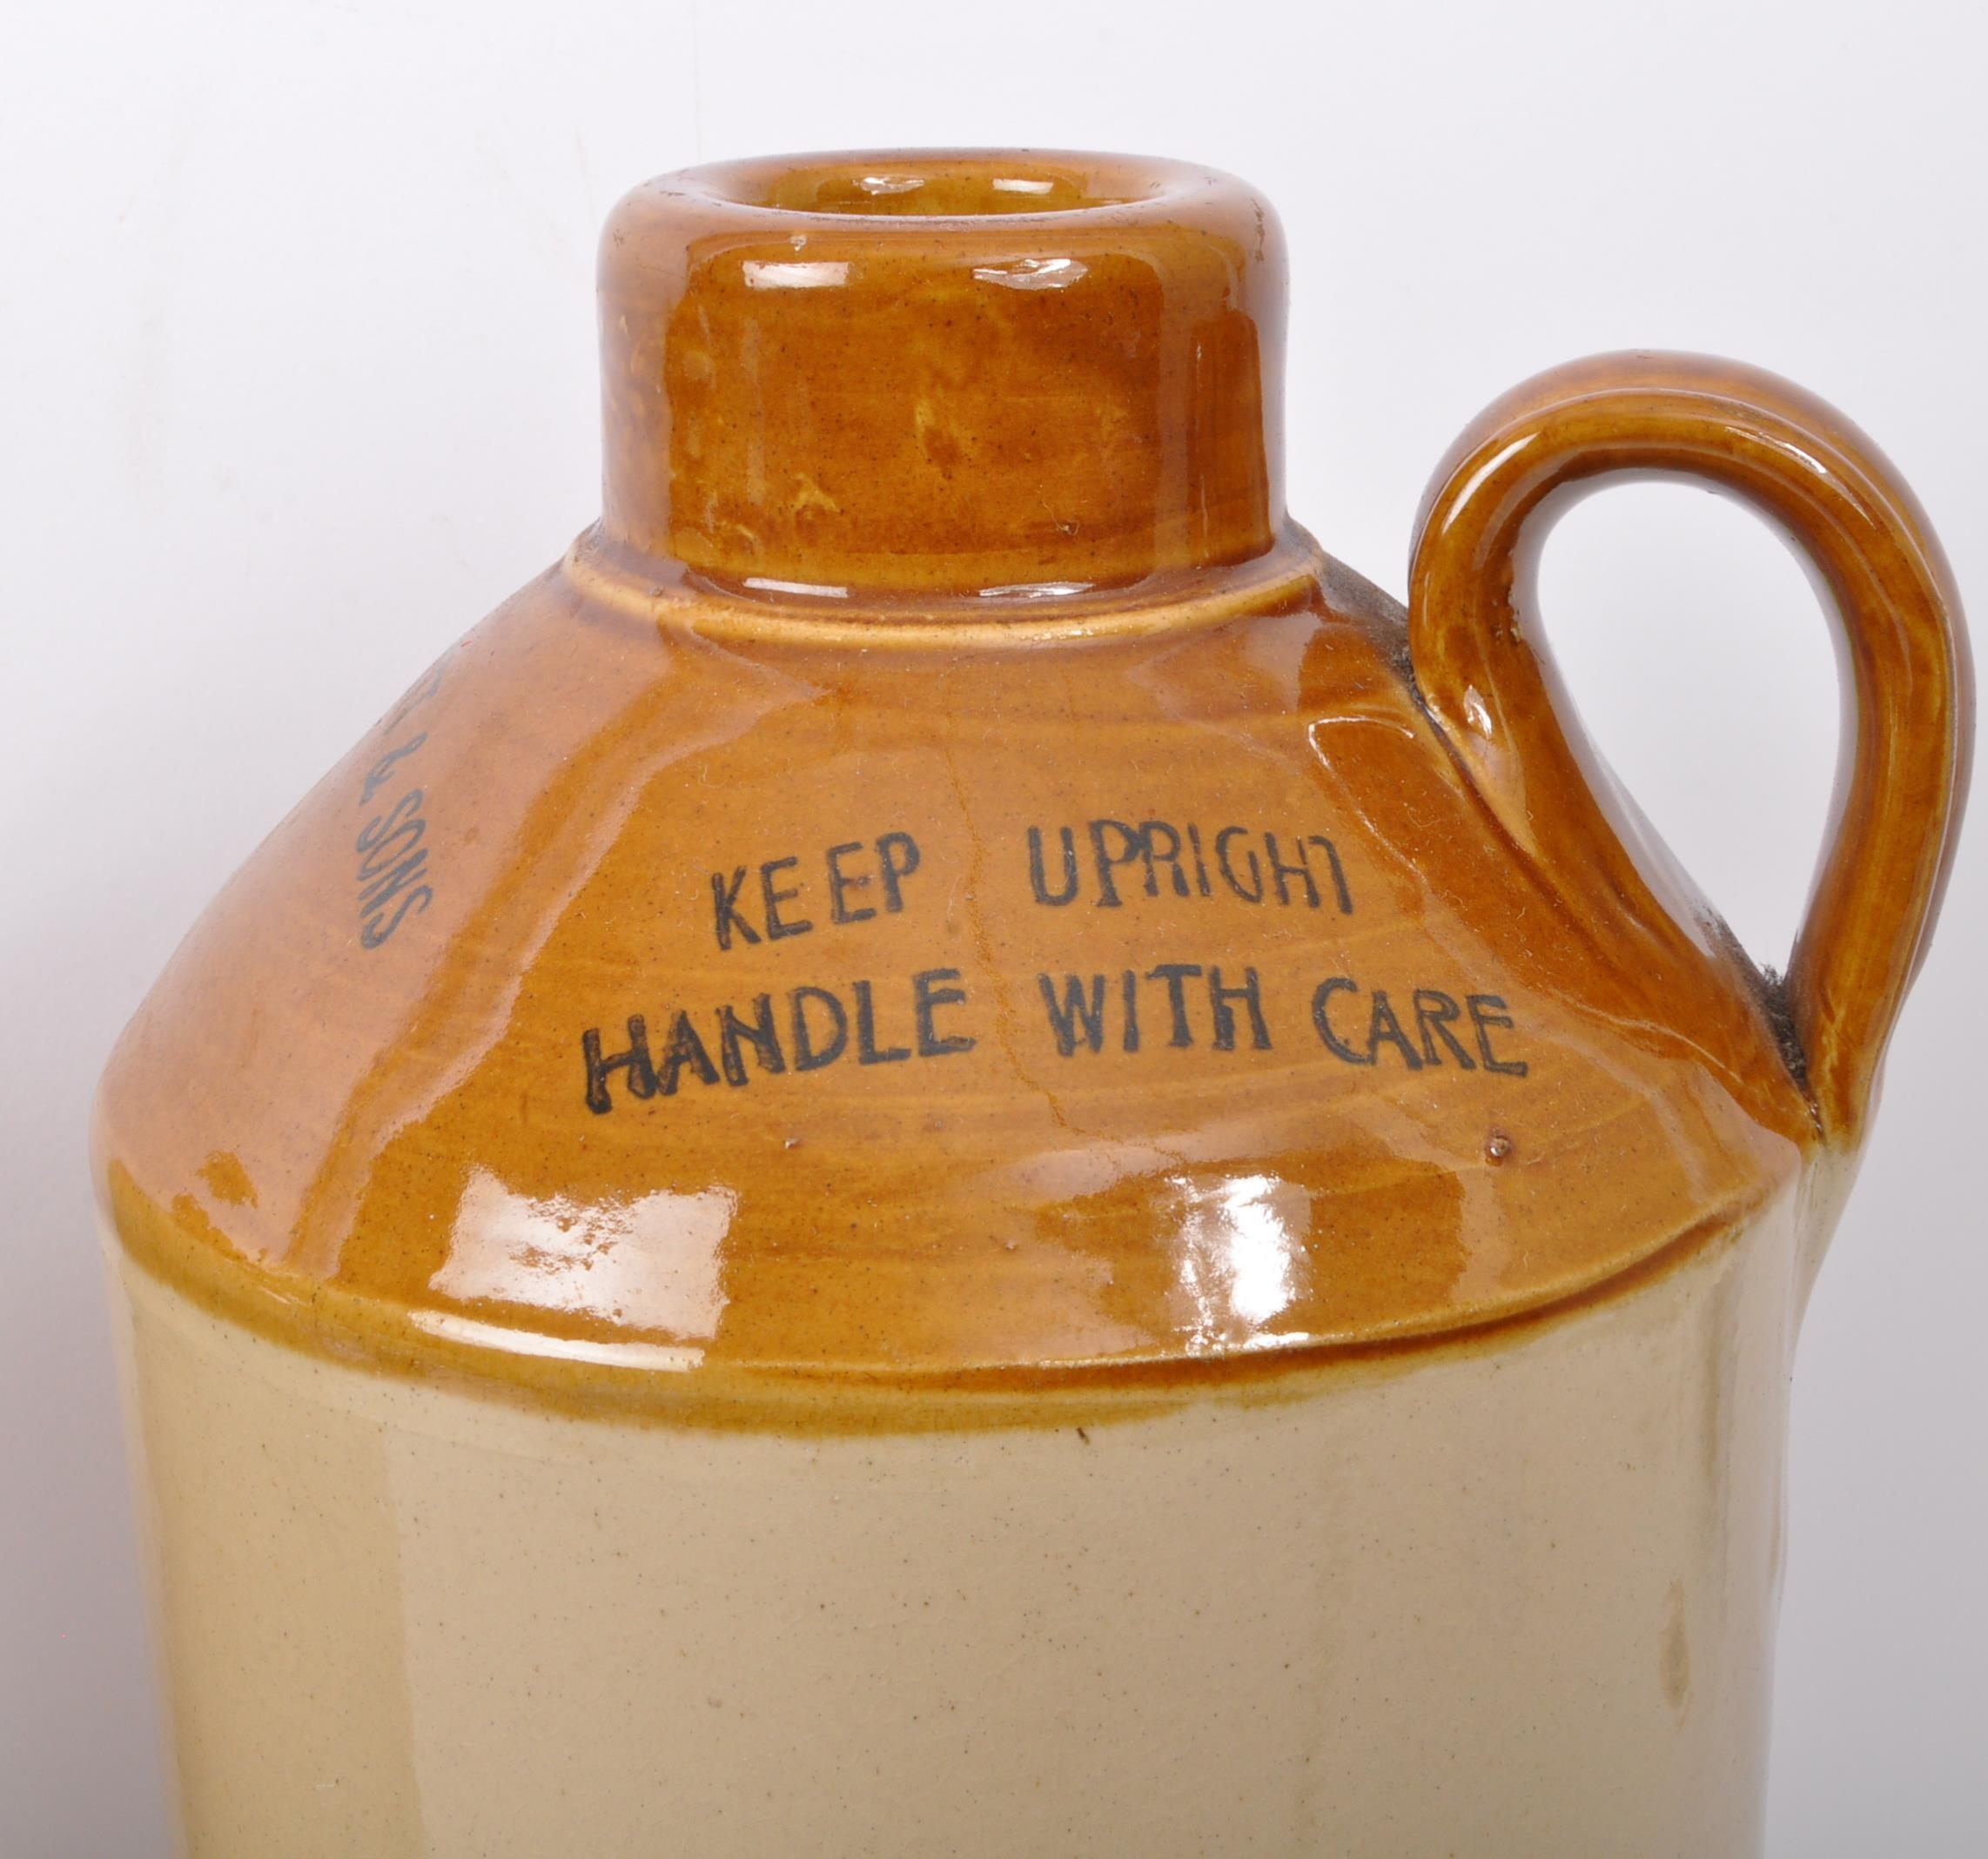 & SONS
KEEP UPRIGHT
HANDLE WITH CARE